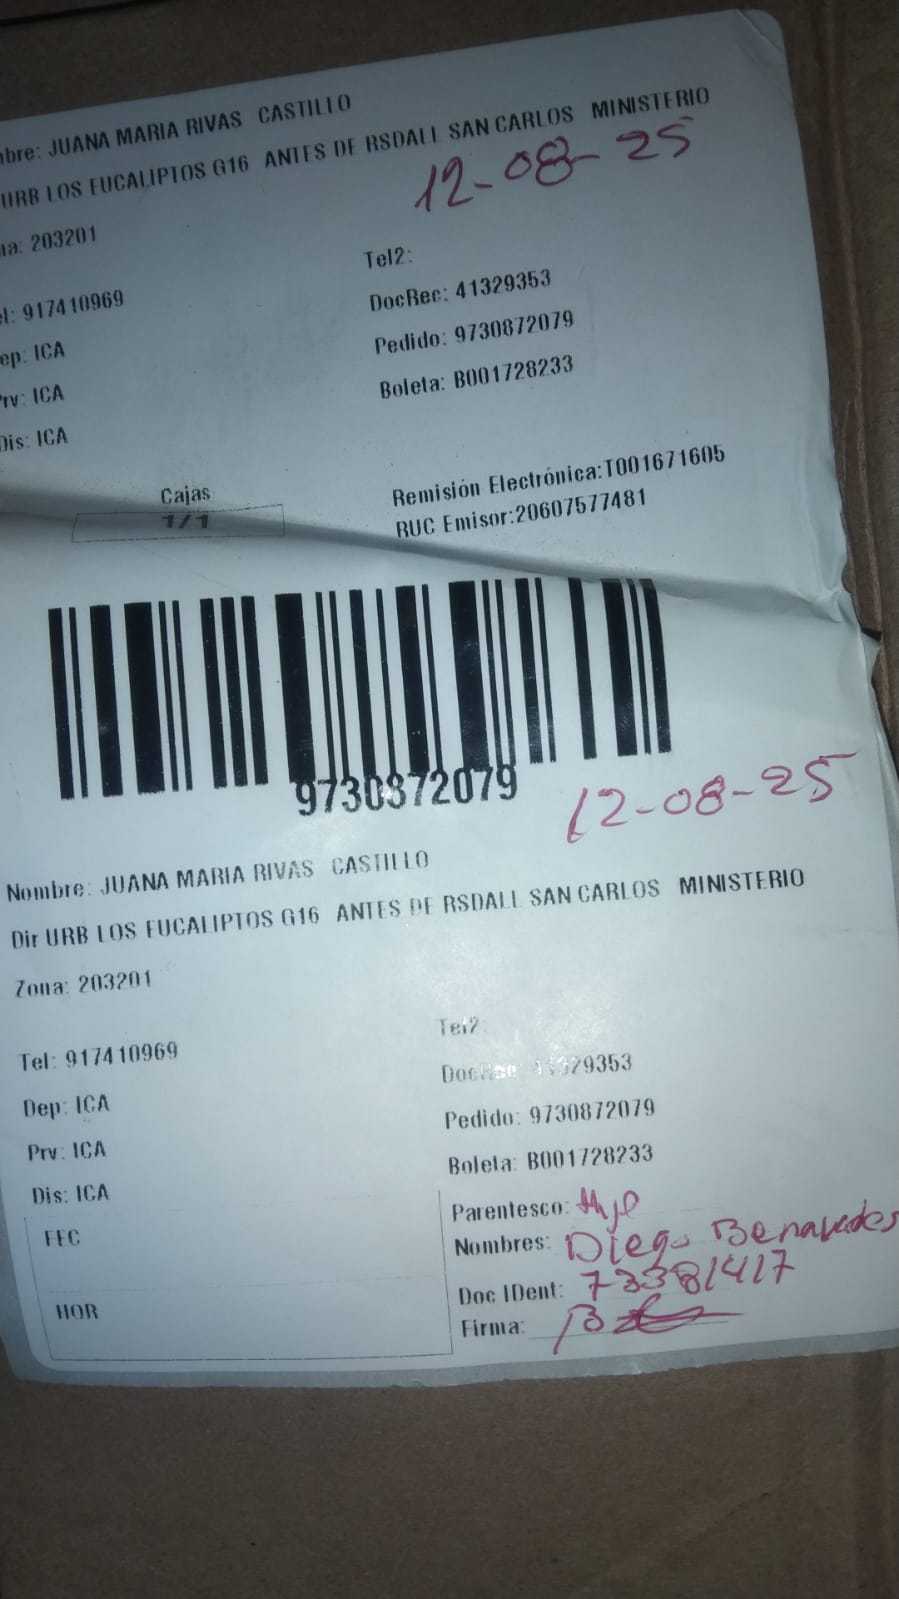 bre: JUANA MARIA RIVAS CASTILLO
URB LOS EUCALIPTOS G16 ANTES DE RSDALL SAN CARLOS MINISTERIO
12-08-25
na: 203201
Tel2:
el: 917410969
DocRec: 41329353
ep: ICA
Pedido: 9730872079
Prv: ICA
Boleta: B001728233
Dis: ICA
Cajas
1/1
Remisión Electrónica:T001671605
RUC Emisor:20607577481
9730872079
12-08-25
Nombre: JUANA MARIA RIVAS CASTILLO
Dir URB LOS EUCALIPTOS G16 ANTES DE RSDALL SAN CARLOS MINISTERIO
Zona: 203201
Tel2:
Tel: 917410969
DocRec: 41329353
Dep: ICA
Pedido: 9730872079
Prv: ICA
Boleta: B001728233
Dis: ICA
Parentesco:
FEC
Nombres: Diego Benavedes
Doc IDent: 73381417
HOR
Firma: